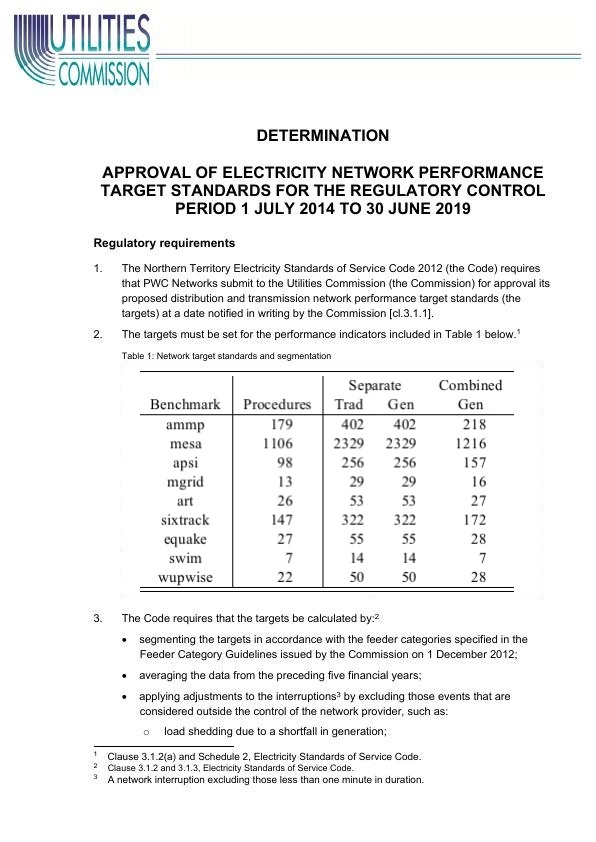 UTILITIES
COMMISSION
DETERMINATION
APPROVAL OF ELECTRICITY NETWORK PERFORMANCE
TARGET STANDARDS FOR THE REGULATORY CONTROL
PERIOD 1 JULY 2014 TO 30 JUNE 2019
Regulatory requirements
1. The Northern Territory Electricity Standards of Service Code 2012 (the Code) requires
that PWC Networks submit to the Utilities Commission (the Commission) for approval its
proposed distribution and transmission network performance target standards (the
targets) at a date notified in writing by the Commission [cl.3.1.1].
2. The targets must be set for the performance indicators included in Table 1 below.1
Table 1: Network target standards and segmentation
Separate Combined
Benchmark Procedures Trad Gen Gen
ammp 179 402 402 218
mesa 1106 2329 2329 1216
apsi 98 256 256 157
mgrid 13 29 29 16
art 26 53 53 27
sixtrack 147 322 322 172
equake 27 55 55 28
swim 7 14 14 7
wupwise 22 50 50 28
3. The Code requires that the targets be calculated by:2
• segmenting the targets in accordance with the feeder categories specified in the
Feeder Category Guidelines issued by the Commission on 1 December 2012;
• averaging the data from the preceding five financial years;
• applying adjustments to the interruptions3 by excluding those events that are
considered outside the control of the network provider, such as:
o load shedding due to a shortfall in generation;
1 Clause 3.1.2(a) and Schedule 2, Electricity Standards of Service Code.
2 Clause 3.1.2 and 3.1.3, Electricity Standards of Service Code.
3 A network interruption excluding those less than one minute in duration.